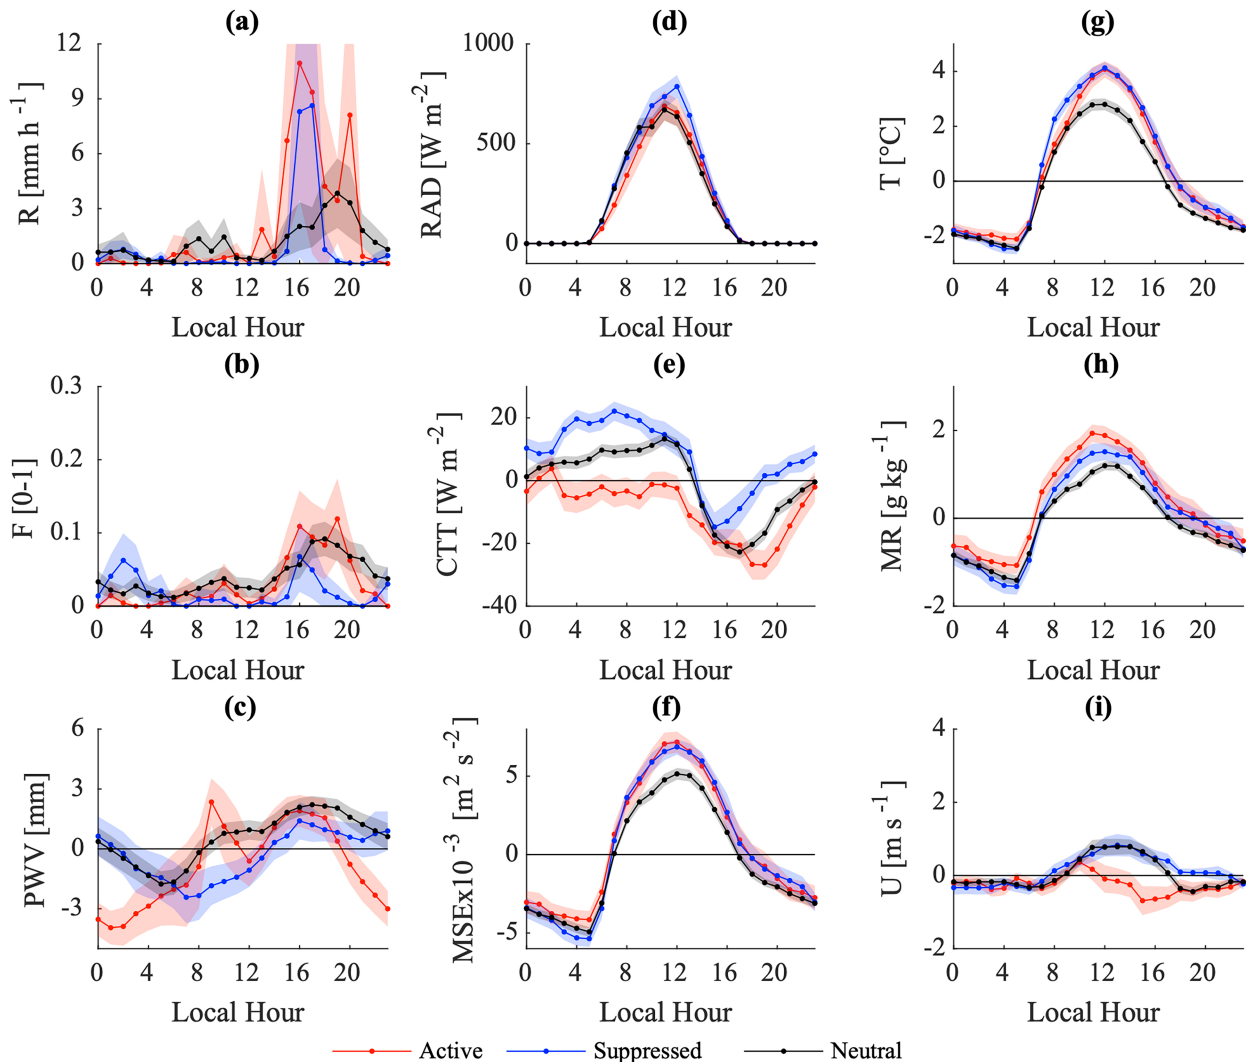 (a)
R [mm h -1]
12
9
6
3
0
0 4 8 12 16 20
Local Hour
(d)
RAD [W m-2]
1000
500
0
0 4 8 12 16 20
Local Hour
(g)
T [°C]
4
2
0
-2
0 4 8 12 16 20
Local Hour
(b)
F [0-1]
0.3
0.2
0.1
0
0 4 8 12 16 20
Local Hour
(e)
CTT [W m-2]
20
0
-20
-40
0 4 8 12 16 20
Local Hour
(h)
MR [g kg -1]
2
0
-2
0 4 8 12 16 20
Local Hour
(c)
PWV [mm]
6
3
0
-3
0 4 8 12 16 20
Local Hour
(f)
MSEx10 -3 [m2 s-2]
5
0
-5
0 4 8 12 16 20
Local Hour
(i)
U [m s-1]
4
2
0
-2
0 4 8 12 16 20
Local Hour
Active Suppressed Neutral